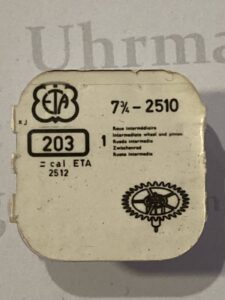 Uhrma
ETA
7¾ - 2510
KJ
203
1
Roue intermédiaire
Intermediate wheel and pinion
Rueda intermedia
Zwischenrad
Ruota intermedia
= cal ETA
2512